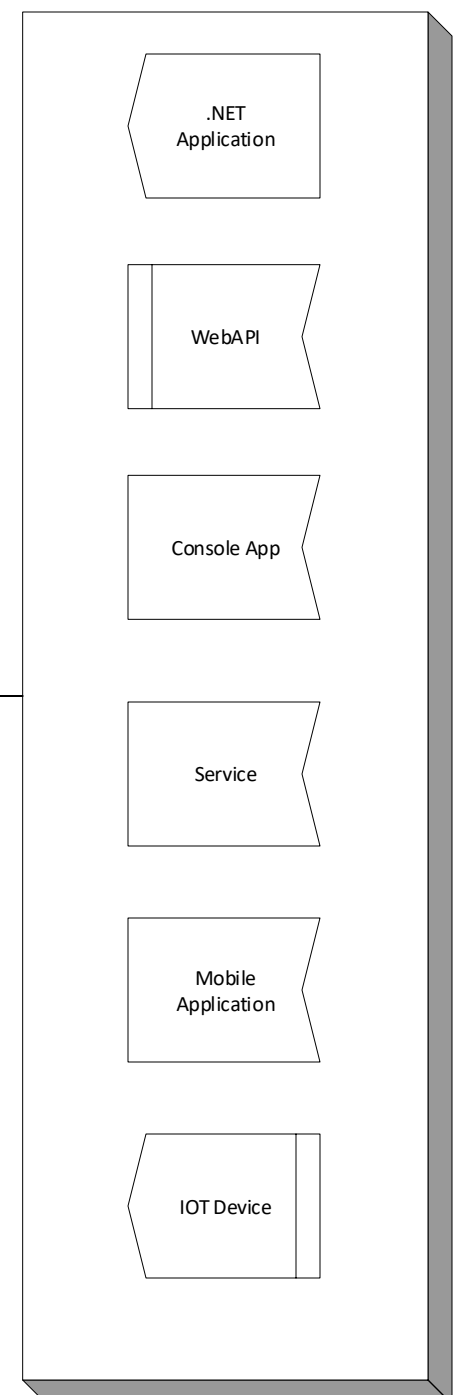 .NET
Application
WebAPI
Console App
Service
Mobile
Application
IOT Device